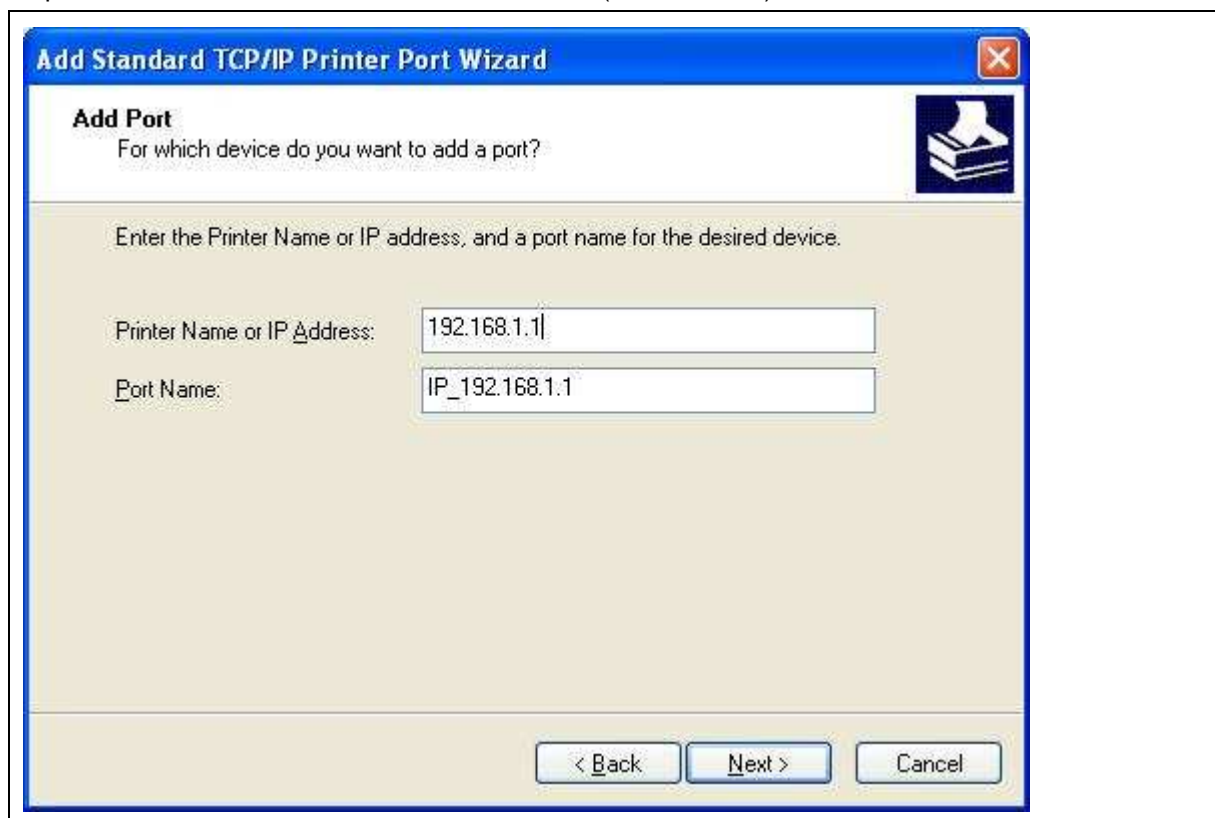 Add Standard TCP/IP Printer Port Wizard
Add Port
For which device do you want to add a port?
Enter the Printer Name or IP address, and a port name for the desired device.
Printer Name or IP Address: 192.168.1.1
Port Name: IP_192.168.1.1
< Back Next > Cancel